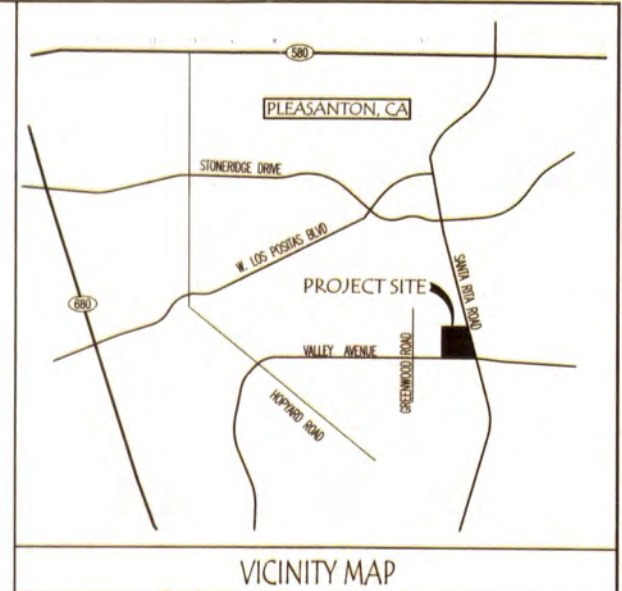 580
PLEASANTON, CA
STONERIDGE DRIVE
W. LOS POSITAS BLVD
SANTA RITA ROAD
PROJECT SITE
680
VALLEY AVENUE
GREENWOOD ROAD
HOPYARD ROAD
VICINITY MAP